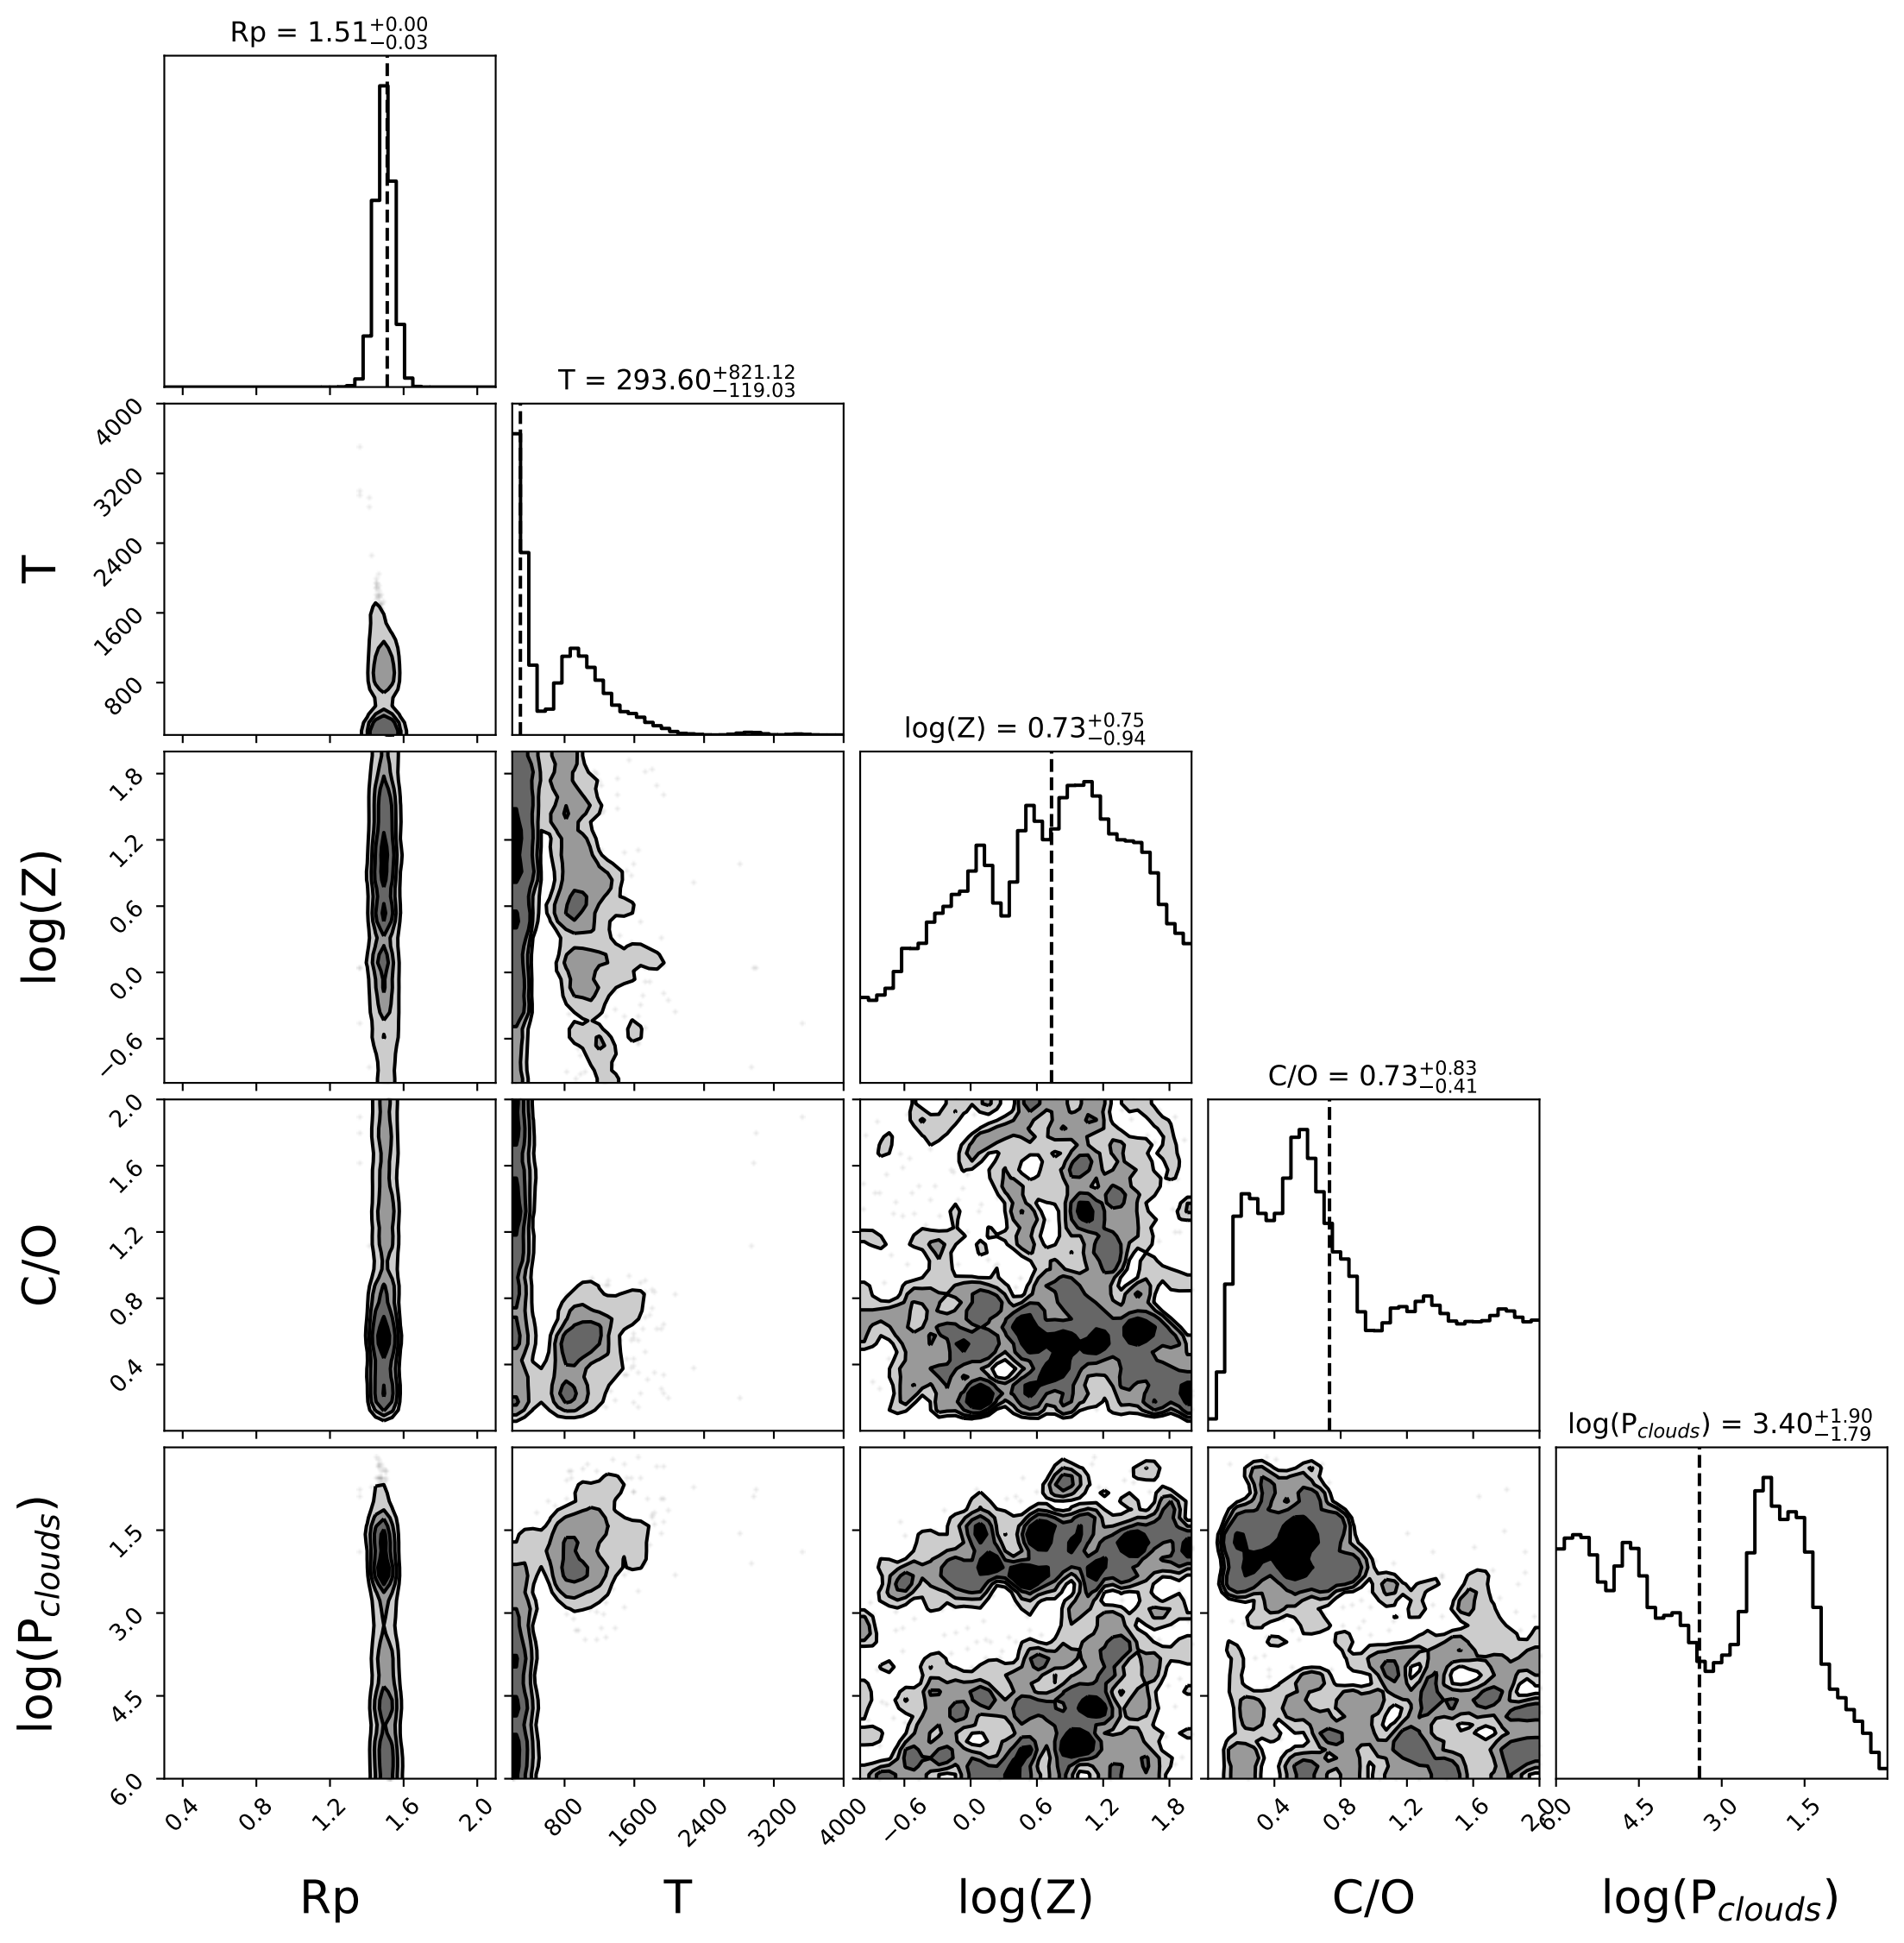 Rp = 1.51+0.00 −0.03
T = 293.60+821.12 −119.03
4000
3200
2400
1600
800
T
log(Z) = 0.73+0.75 −0.94
1.8
1.2
0.6
0.0
−0.6
log(Z)
C/O = 0.73+0.83 −0.41
2.0
1.6
1.2
0.8
0.4
C/O
log(Pclouds) = 3.40+1.90 −1.79
1.5
3.0
4.5
6.0
log(Pclouds)
0.4 0.8 1.2 1.6 2.0
800 1600 2400 3200 4000
−0.6 0.0 0.6 1.2 1.8
0.4 0.8 1.2 1.6 2.0
6.0 4.5 3.0 1.5
Rp T log(Z) C/O log(Pclouds)